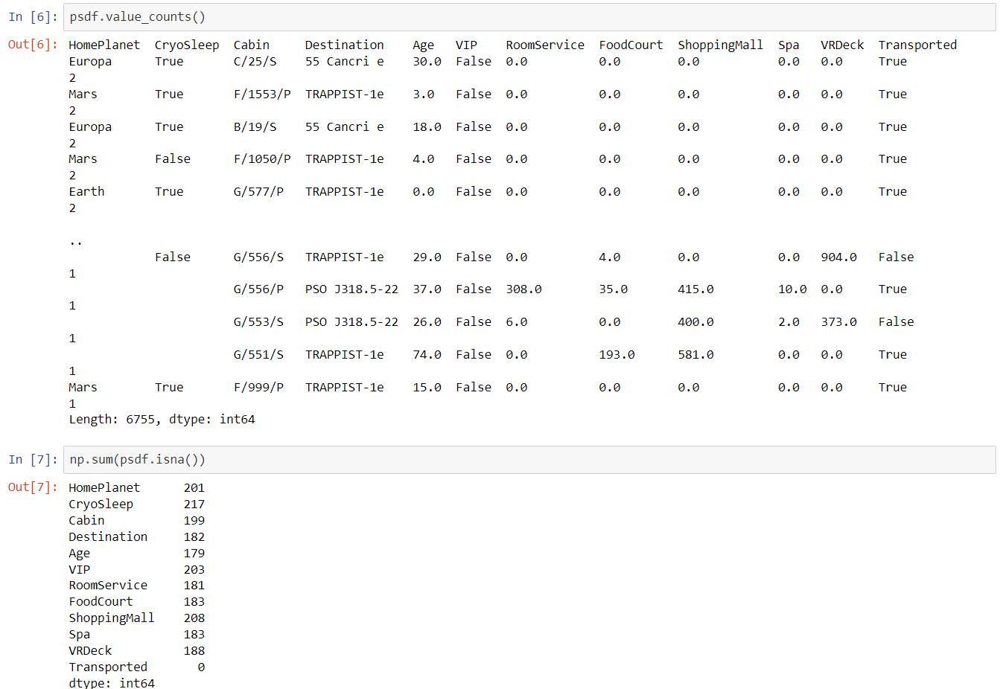 In [6]: psdf.value_counts()
Out[6]: HomePlanet CryoSleep Cabin Destination Age VIP RoomService FoodCourt ShoppingMall Spa VRDeck Transported
Europa True C/25/S 55 Cancri e 30.0 False 0.0 0.0 0.0 0.0 0.0 True
2
Mars True F/1553/P TRAPPIST-1e 3.0 False 0.0 0.0 0.0 0.0 0.0 True
2
Europa True B/19/S 55 Cancri e 18.0 False 0.0 0.0 0.0 0.0 0.0 True
2
Mars False F/1050/P TRAPPIST-1e 4.0 False 0.0 0.0 0.0 0.0 0.0 True
2
Earth True G/577/P TRAPPIST-1e 0.0 False 0.0 0.0 0.0 0.0 0.0 True
2
..
False G/556/S TRAPPIST-1e 29.0 False 0.0 4.0 0.0 0.0 904.0 False
1
G/556/P PSO J318.5-22 37.0 False 308.0 35.0 415.0 10.0 0.0 True
1
G/553/S PSO J318.5-22 26.0 False 6.0 0.0 400.0 2.0 373.0 False
1
G/551/S TRAPPIST-1e 74.0 False 0.0 193.0 581.0 0.0 0.0 True
1
Mars True F/999/P TRAPPIST-1e 15.0 False 0.0 0.0 0.0 0.0 0.0 True
1
Length: 6755, dtype: int64
In [7]: np.sum(psdf.isna())
Out[7]: HomePlanet 201
CryoSleep 217
Cabin 199
Destination 182
Age 179
VIP 203
RoomService 181
FoodCourt 183
ShoppingMall 208
Spa 183
VRDeck 188
Transported 0
dtype: int64